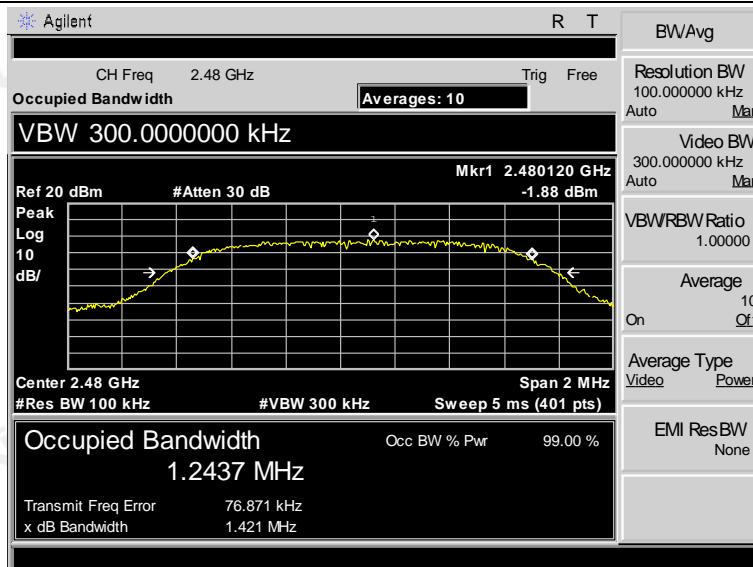 Agilent R T
CH Freq 2.48 GHz Trig Free
Occupied Bandwidth Averages: 10
VBW 300.0000000 kHz
Mkr1 2.480120 GHz
Ref 20 dBm #Atten 30 dB -1.88 dBm
Peak
Log
10
dB/
1
Center 2.48 GHz Span 2 MHz
#Res BW 100 kHz #VBW 300 kHz Sweep 5 ms (401 pts)
Occupied Bandwidth Occ BW % Pwr 99.00 %
1.2437 MHz
Transmit Freq Error 76.871 kHz
x dB Bandwidth 1.421 MHz
BW/Avg
Resolution BW
100.000000 kHz
Auto
Video BW
300.000000 kHz
Auto
VBW/RBW Ratio
1.00000
Average
10
On
Average Type
Video Power
EMI Res BW
None